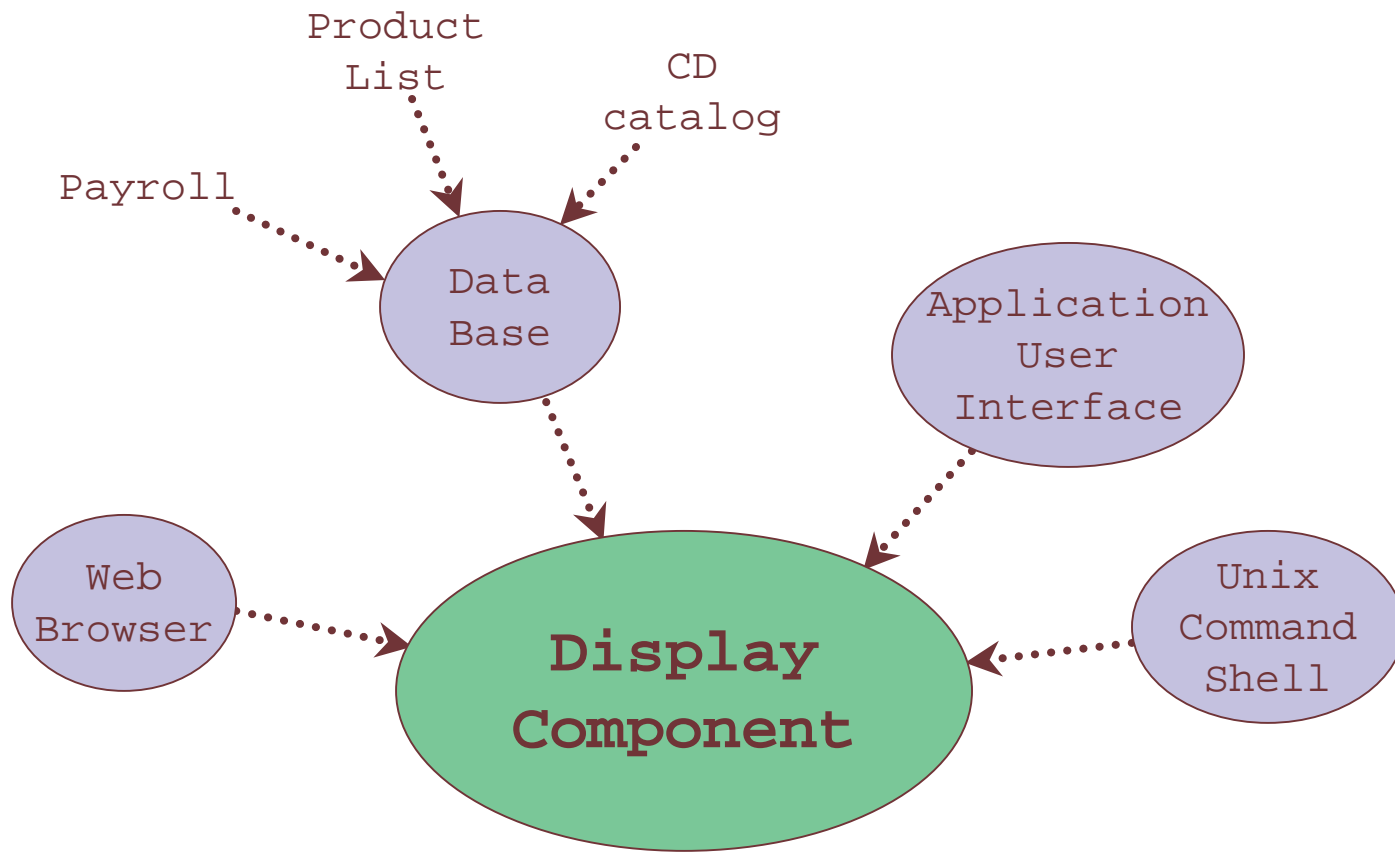 Product
List
CD
catalog
Payroll
Data
Base
Application
User
Interface
Web
Browser
Unix
Command
Shell
Display
Component